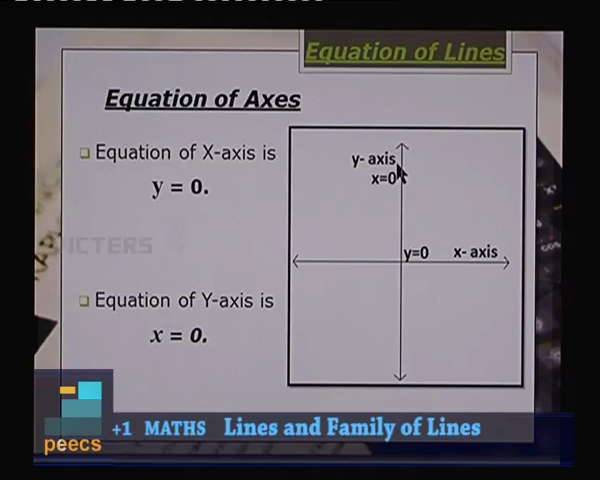 Equation of Lines
Equation of Axes
Equation of X-axis is
y = 0.
y- axis
x=0
y=0 x- axis
ICTERS
cos
Equation of Y-axis is
x = 0.
peecs
+1 MATHS Lines and Family of Lines